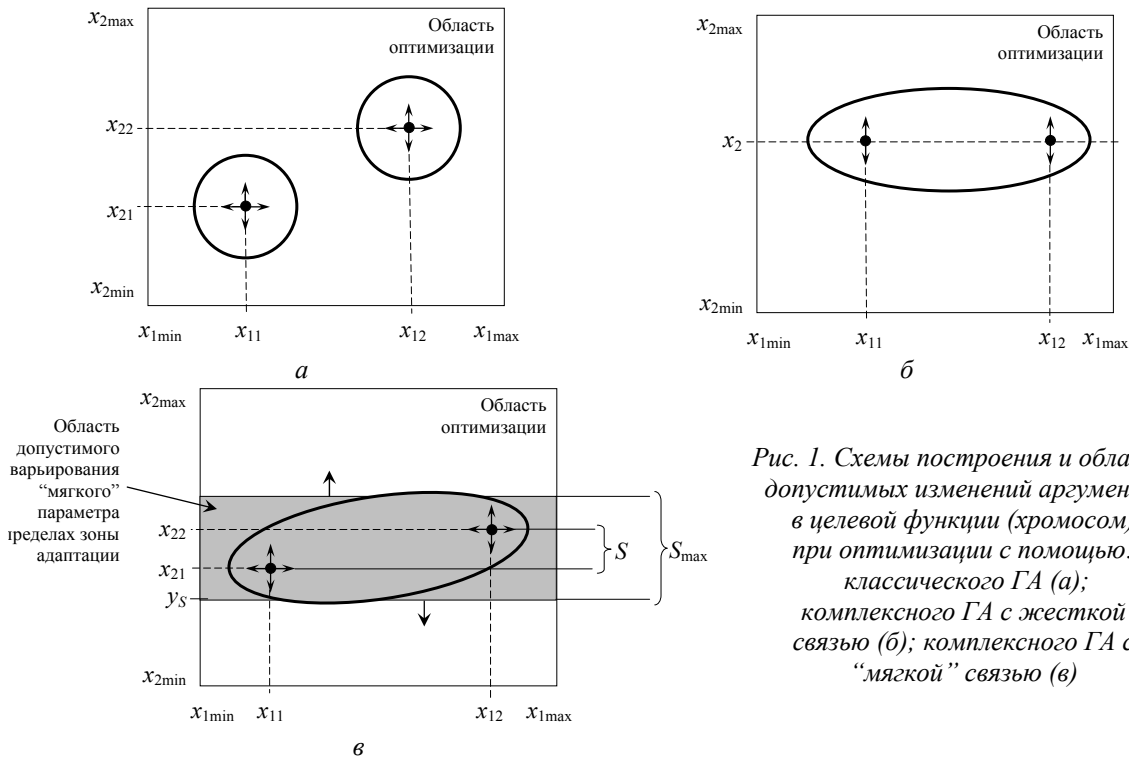 x2max
Область
оптимизации
x22
x21
x2min
x1min
x11
x12
x1max
а
x2max
Область
оптимизации
x2
x2min
x1min
x11
x12
x1max
б
x2max
Область
оптимизации
Область
допустимого
варьирования
“мягкого”
параметра
пределах зоны
адаптации
x22
x21
yS
S
Smax
x2min
x1min
x11
x12
x1max
в
Рис. 1. Схемы построения и обла
допустимых изменений аргумен
в целевой функции (хромосом)
при оптимизации с помощью
классического ГА (а);
комплексного ГА с жесткой
связью (б); комплексного ГА с
“мягкой” связью (в)